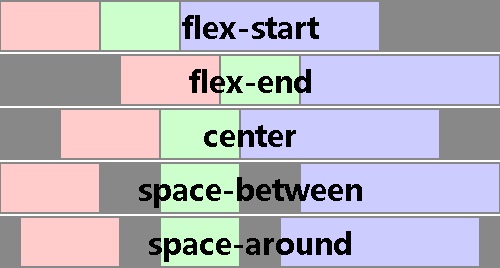 flex-start
flex-end
center
space-between
space-around